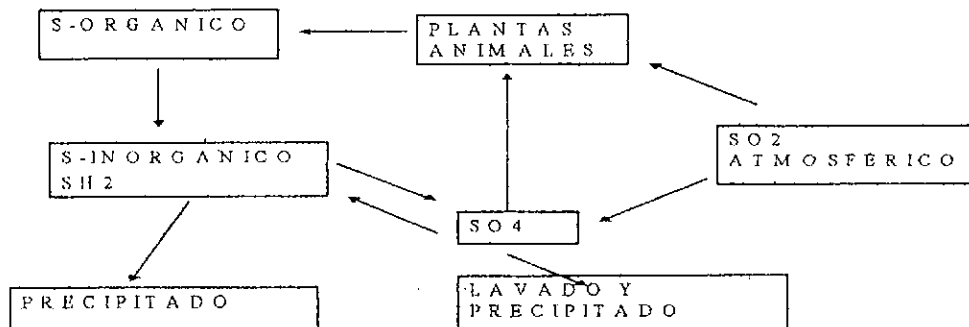 S-ORGANICO
PLANTAS
ANIMALES
SO2
ATMOSFÉRICO
S-INORGANICO
SH2
SO4
PRECIPITADO
LAVADO Y
PRECIPITADO